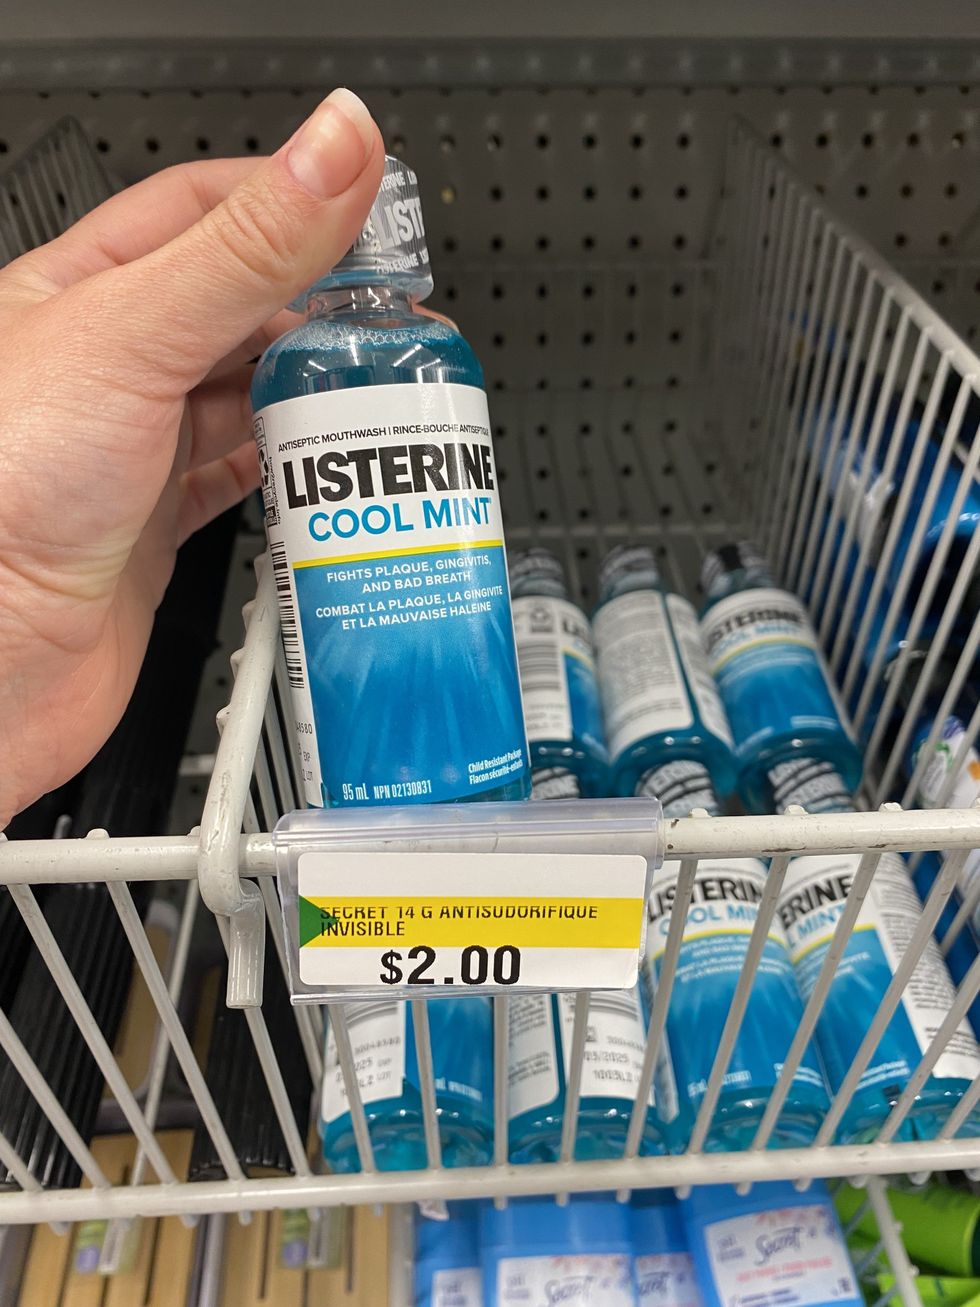 LISTERINE
ANTISEPTIC MOUTHWASH | RINCE-BOUCHE ANTISEPTIQUE
LISTERINE
COOL MINT
FIGHTS PLAQUE, GINGIVITIS,
AND BAD BREATH
COMBAT LA PLAQUE, LA GINGIVITE
ET LA MAUVAISE HALEINE
Child Resistant Package
Flacon sécurité-enfants
95 mL NPN 02130831
SECRET 14 G ANTISUDORIFIQUE
INVISIBLE
$2.00
LISTERINE
COOL MINT
Secret
Secret
Secret